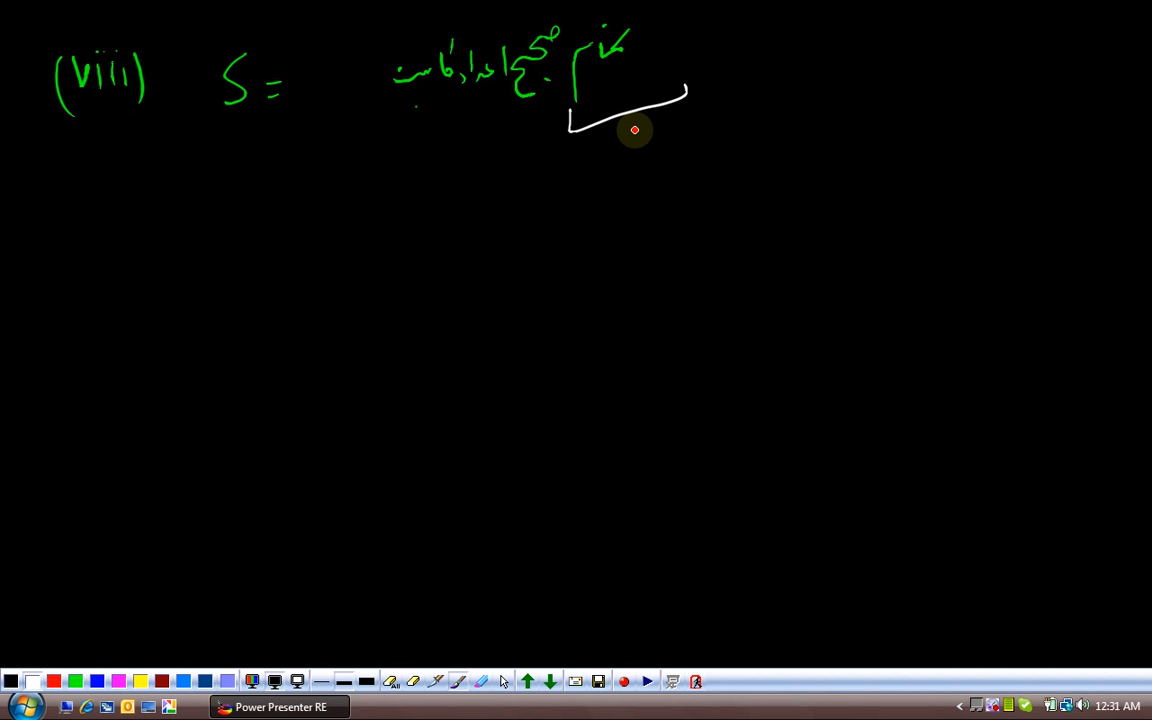 (viii) S = تمام صحیح اعداد کا سیٹ
Power Presenter RE
12:31 AM